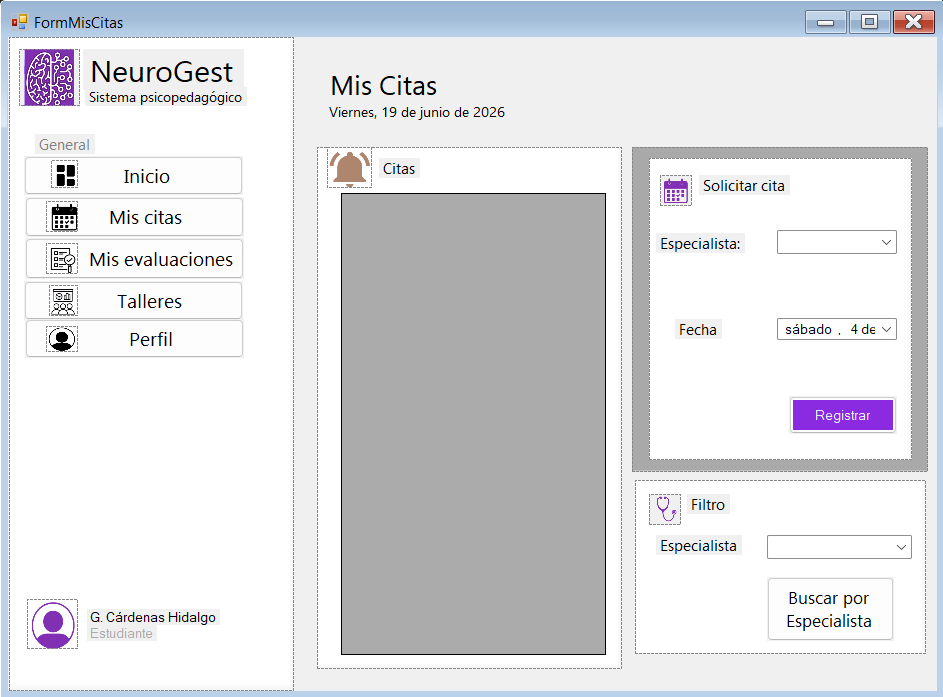 FormMisCitas
NeuroGest
Sistema psicopedagógico
General
Inicio
Mis citas
Mis evaluaciones
Talleres
Perfil
G. Cárdenas Hidalgo
Estudiante
Mis Citas
Viernes, 19 de junio de 2026
Citas
Solicitar cita
Especialista:
Fecha
sábado , 4 de
Registrar
Filtro
Especialista
Buscar por
Especialista